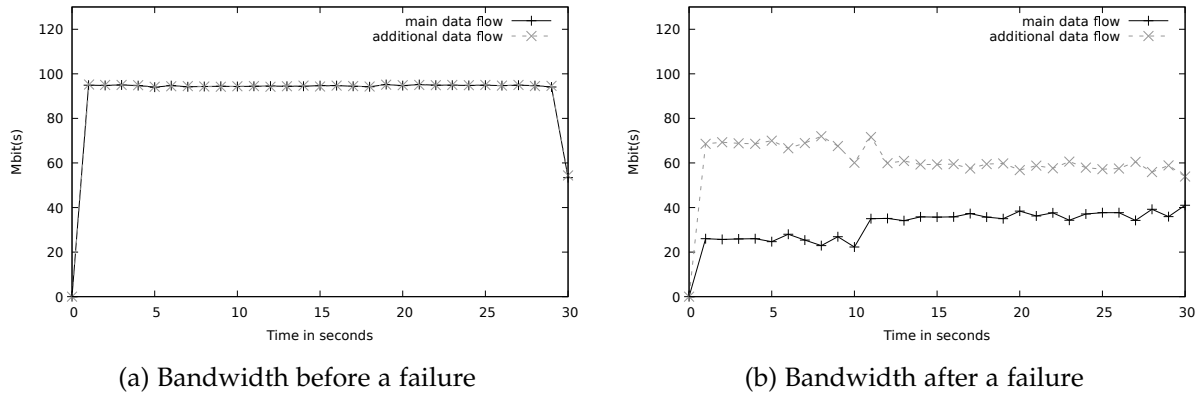 120
100
80
60
40
20
0
Mbit(s)
main data flow
additional data flow
0 5 10 15 20 25 30
Time in seconds
(a) Bandwidth before a failure
120
100
80
60
40
20
0
Mbit(s)
main data flow
additional data flow
0 5 10 15 20 25 30
Time in seconds
(b) Bandwidth after a failure